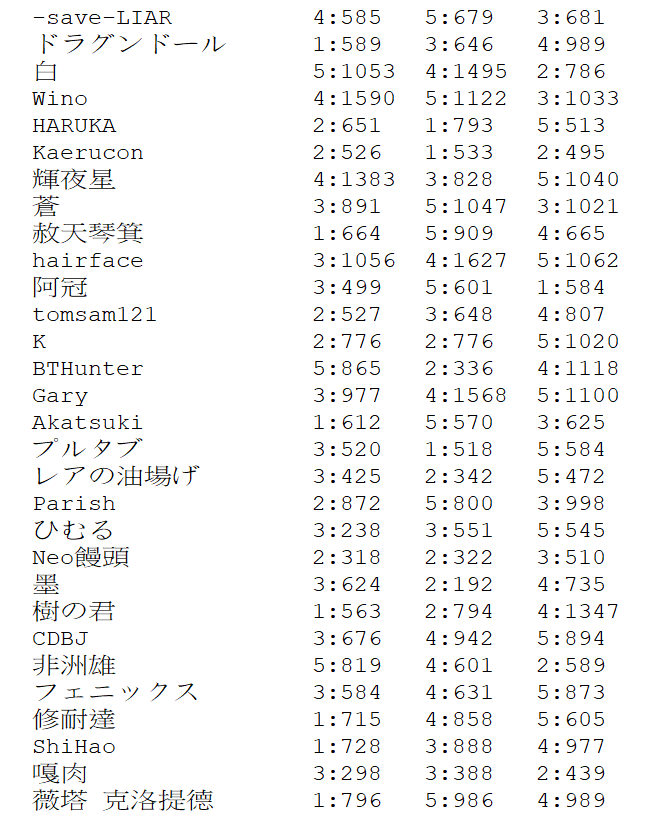 -save-LIAR 4:585 5:679 3:681
ドラグンドール 1:589 3:646 4:989
白 5:1053 4:1495 2:786
Wino 4:1590 5:1122 3:1033
HARUKA 2:651 1:793 5:513
Kaerucon 2:526 1:533 2:495
輝夜星 4:1383 3:828 5:1040
蒼 3:891 5:1047 3:1021
赦天琴箕 1:664 5:909 4:665
hairface 3:1056 4:1627 5:1062
阿冠 3:499 5:601 1:584
tomsam121 2:527 3:648 4:807
K 2:776 2:776 5:1020
BTHunter 5:865 2:336 4:1118
Gary 3:977 4:1568 5:1100
Akatsuki 1:612 5:570 3:625
プルタブ 3:520 1:518 5:584
レアの油場げ 3:425 2:342 5:472
Parish 2:872 5:800 3:998
ひむる 3:238 3:551 5:545
Neo饅頭 2:318 2:322 3:510
墨 3:624 2:192 4:735
樹の君 1:563 2:794 4:1347
CDBJ 3:676 4:942 5:894
非洲雄 5:819 4:601 2:589
フェニックス 3:584 4:631 5:873
修耐達 1:715 4:858 5:605
ShiHao 1:728 3:888 4:977
嘎肉 3:298 3:388 2:439
薇塔 克洛提德 1:796 5:986 4:989